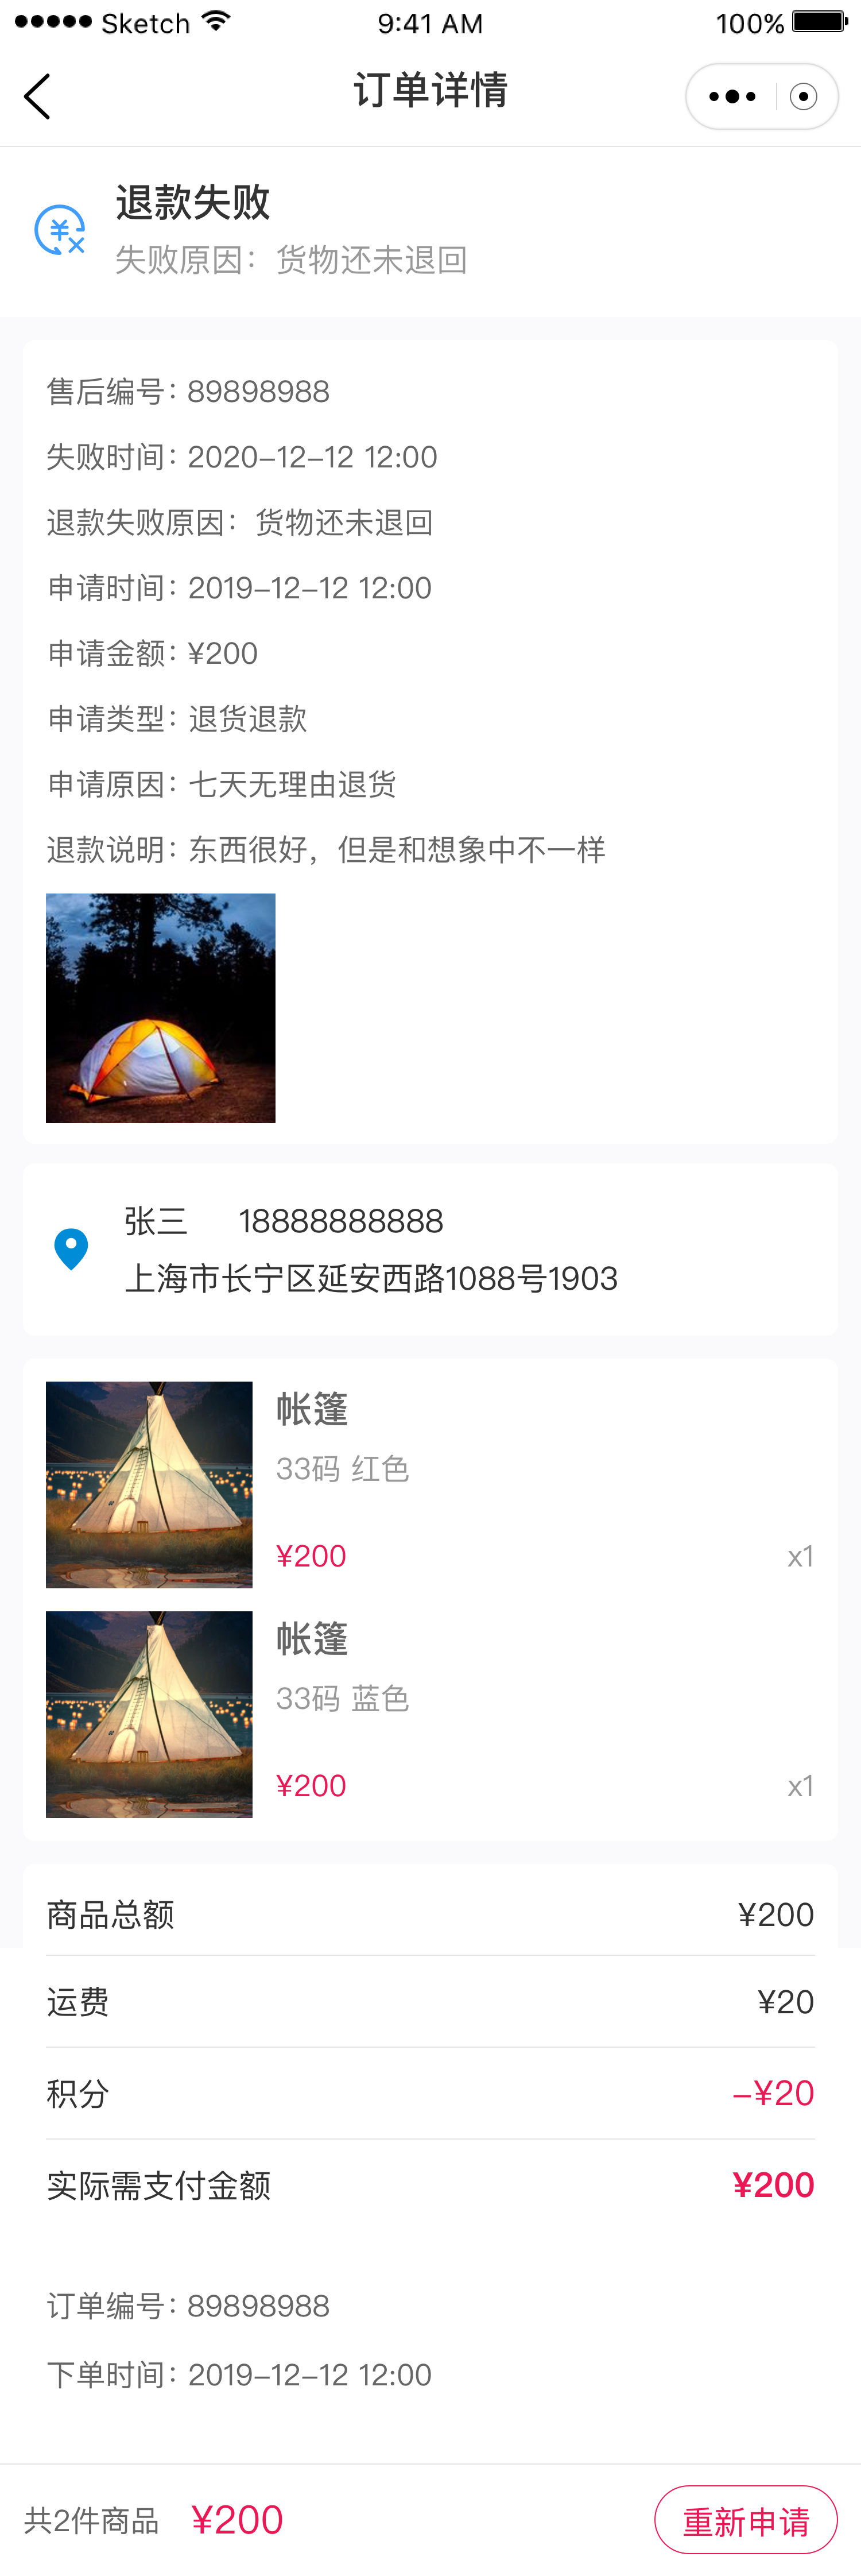 Sketch 9:41 AM 100%
订单详情
退款失败
失败原因：货物还未退回
售后编号：89898988
失败时间：2020-12-12 12:00
退款失败原因：货物还未退回
申请时间：2019-12-12 12:00
申请金额：¥200
申请类型：退货退款
申请原因：七天无理由退货
退款说明：东西很好，但是和想象中不一样
张三 18888888888
上海市长宁区延安西路1088号1903
帐篷
33码 红色
¥200 x1
帐篷
33码 蓝色
¥200 x1
商品总额 ¥200
运费 ¥20
积分 -¥20
实际需支付金额 ¥200
订单编号：89898988
下单时间：2019-12-12 12:00
共2件商品 ¥200 重新申请